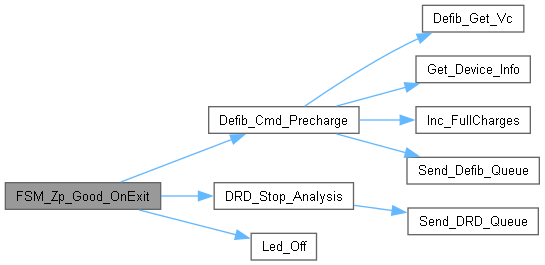 Defib_Get_Vc
Get_Device_Info
Defib_Cmd_Precharge
Inc_FullCharges
Send_Defib_Queue
FSM_Zp_Good_OnExit
DRD_Stop_Analysis
Send_DRD_Queue
Led_Off